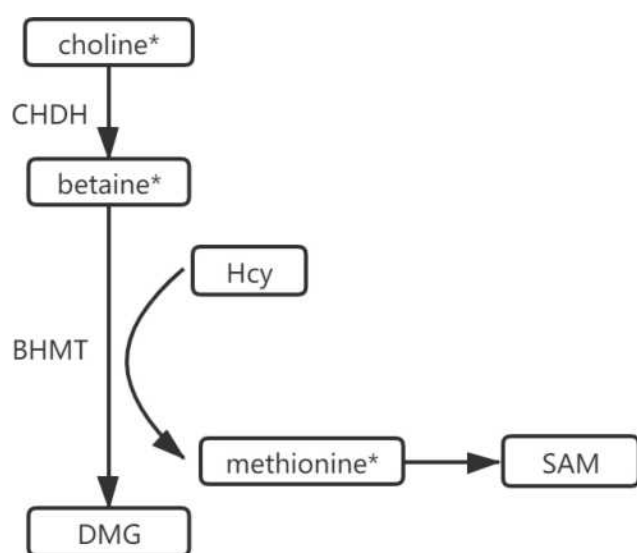 choline*
CHDH
betaine*
Hcy
BHMT
methionine*
SAM
DMG